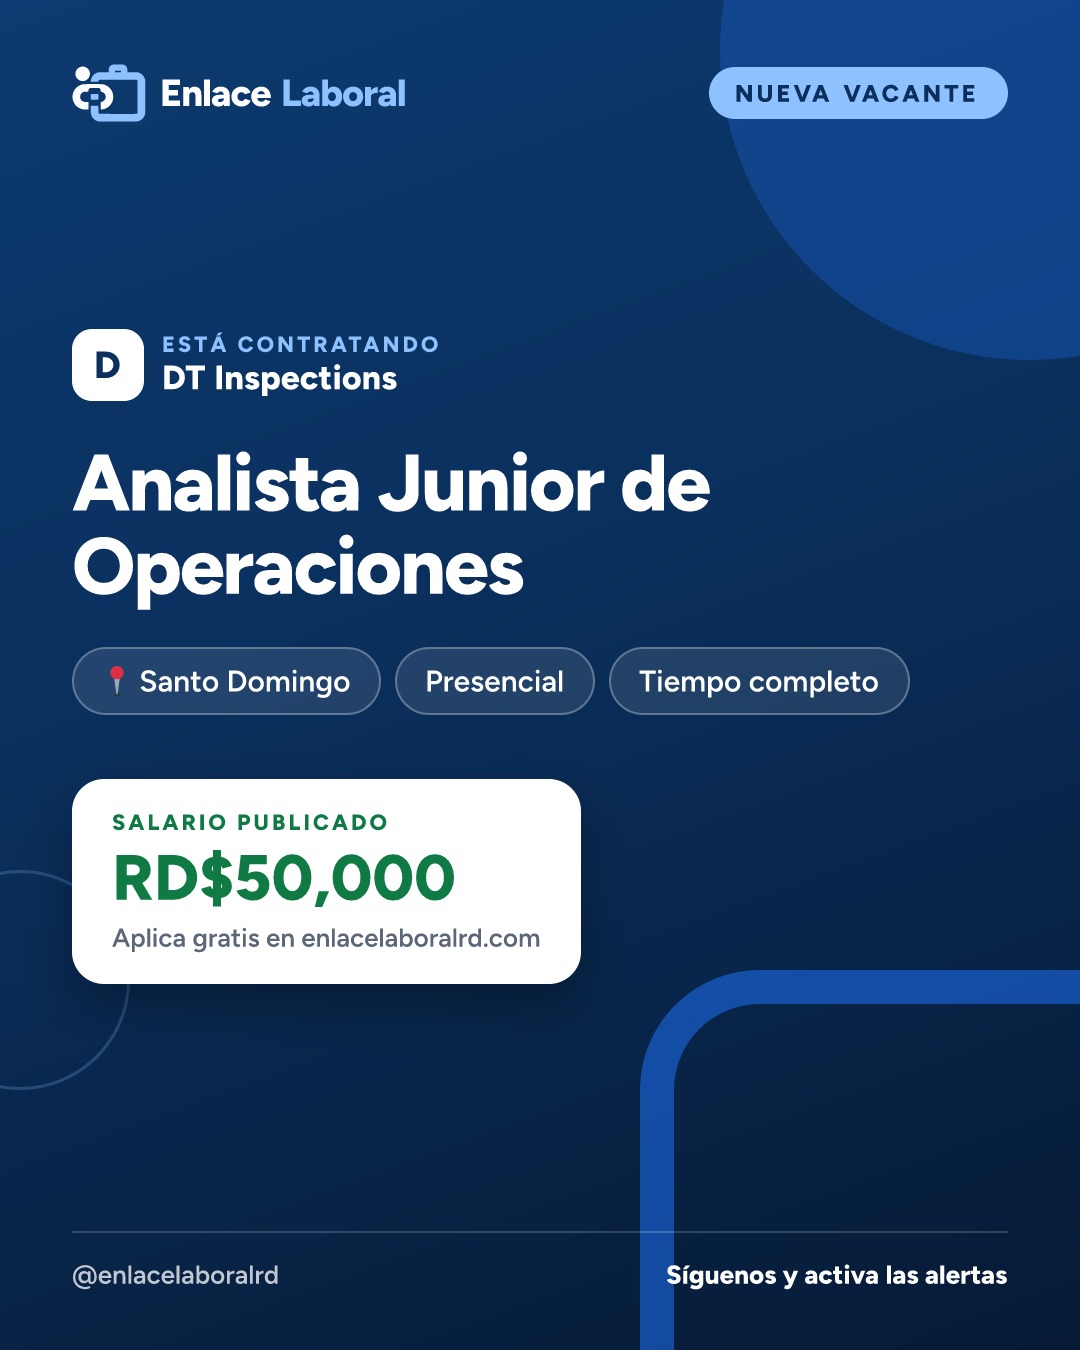 Enlace Laboral
NUEVA VACANTE
D
ESTÁ CONTRATANDO
DT Inspections
Analista Junior de
Operaciones
📍 Santo Domingo
Presencial
Tiempo completo
SALARIO PUBLICADO
RD$50,000
Aplica gratis en enlacelaboralrd.com
@enlacelaboralrd
Síguenos y activa las alertas